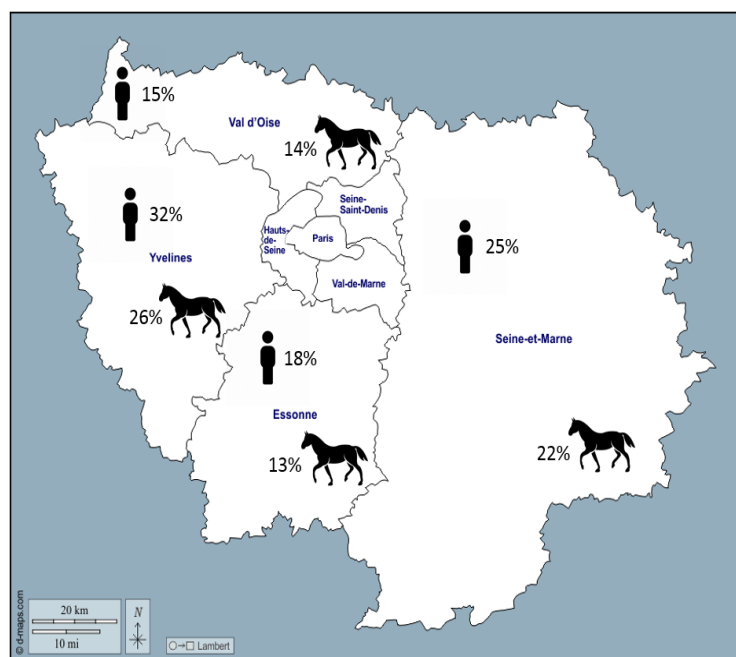 15%
Val d'Oise
14%
Seine-
Saint-Denis
32%
Hauts-
de-
Seine
Paris
25%
Yvelines
Val-de-Marne
26%
Seine-et-Marne
18%
Essonne
13%
22%
© d-maps.com
20 km
10 mi
N
Lambert